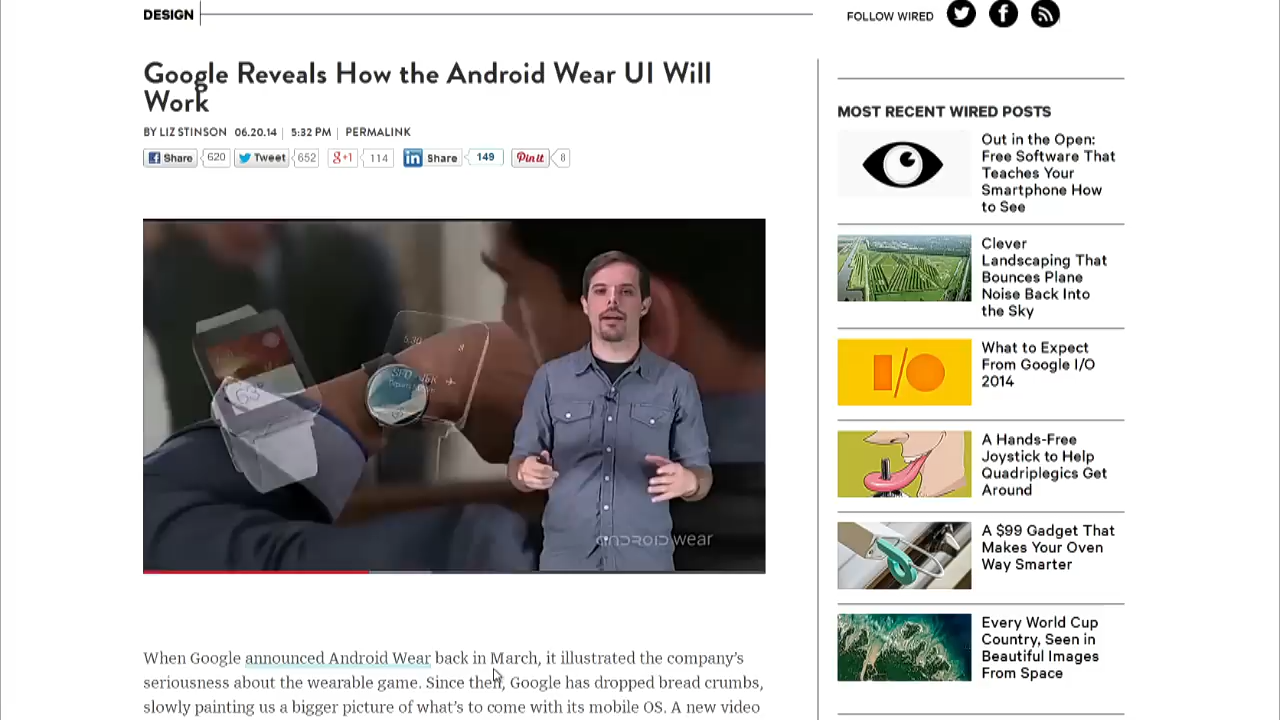 DESIGN
FOLLOW WIRED
Google Reveals How the Android Wear UI Will
Work
BY LIZ STINSON 06.20.14 | 5:32 PM | PERMALINK
Share 620 Tweet 652 g+1 114 in Share 149 Pin it 8
androidwear
When Google announced Android Wear back in March, it illustrated the company's
seriousness about the wearable game. Since then, Google has dropped bread crumbs,
slowly painting us a bigger picture of what's to come with its mobile OS. A new video
MOST RECENT WIRED POSTS
Out in the Open:
Free Software That
Teaches Your
Smartphone How
to See
Clever
Landscaping That
Bounces Plane
Noise Back Into
the Sky
I/O
What to Expect
From Google I/O
2014
A Hands-Free
Joystick to Help
Quadriplegics Get
Around
A $99 Gadget That
Makes Your Oven
Way Smarter
Every World Cup
Country, Seen in
Beautiful Images
From Space